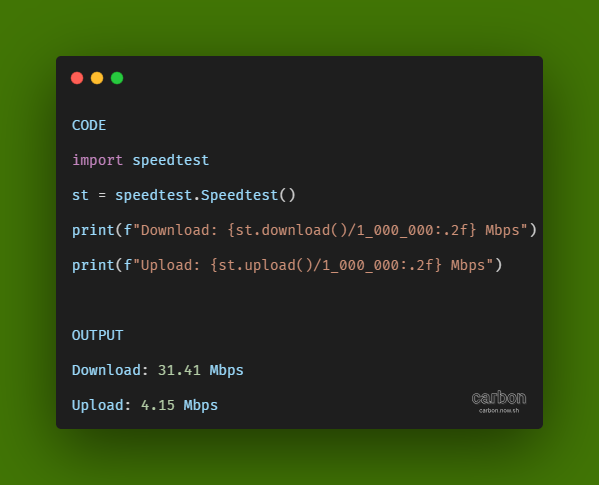 CODE
import speedtest
st = speedtest.Speedtest()
print(f"Download: {st.download()/1_000_000:.2f} Mbps")
print(f"Upload: {st.upload()/1_000_000:.2f} Mbps")
OUTPUT
Download: 31.41 Mbps
Upload: 4.15 Mbps
carbon
carbon.now.sh